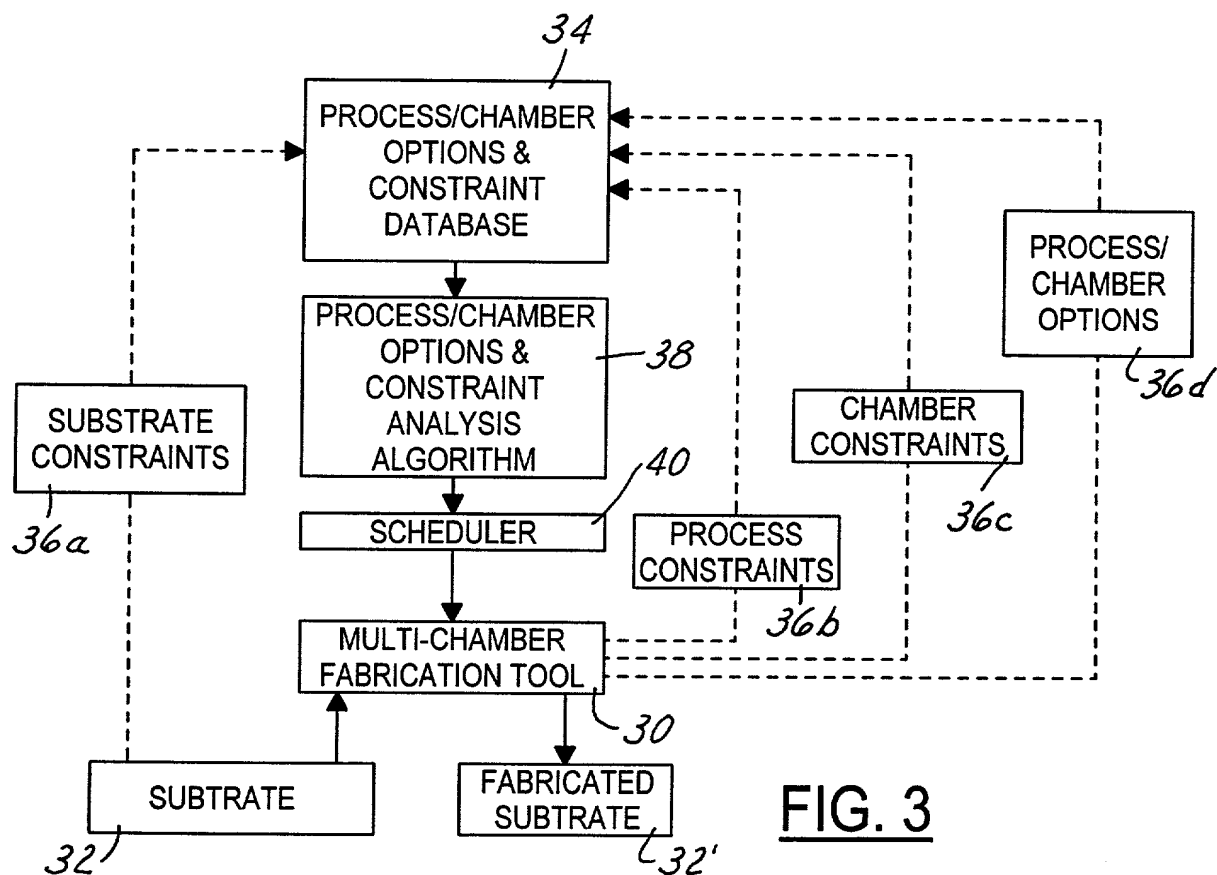 34
PROCESS/CHAMBER
OPTIONS &
CONSTRAINT
DATABASE
PROCESS/CHAMBER
OPTIONS &
CONSTRAINT
ANALYSIS
ALGORITHM
38
PROCESS/
CHAMBER
OPTIONS
36d
SUBSTRATE
CONSTRAINTS
36a
CHAMBER
CONSTRAINTS
36c
40
SCHEDULER
PROCESS
CONSTRAINTS
36b
MULTI-CHAMBER
FABRICATION TOOL
30
SUBTRATE
32
FABRICATED
SUBTRATE
32'
FIG. 3